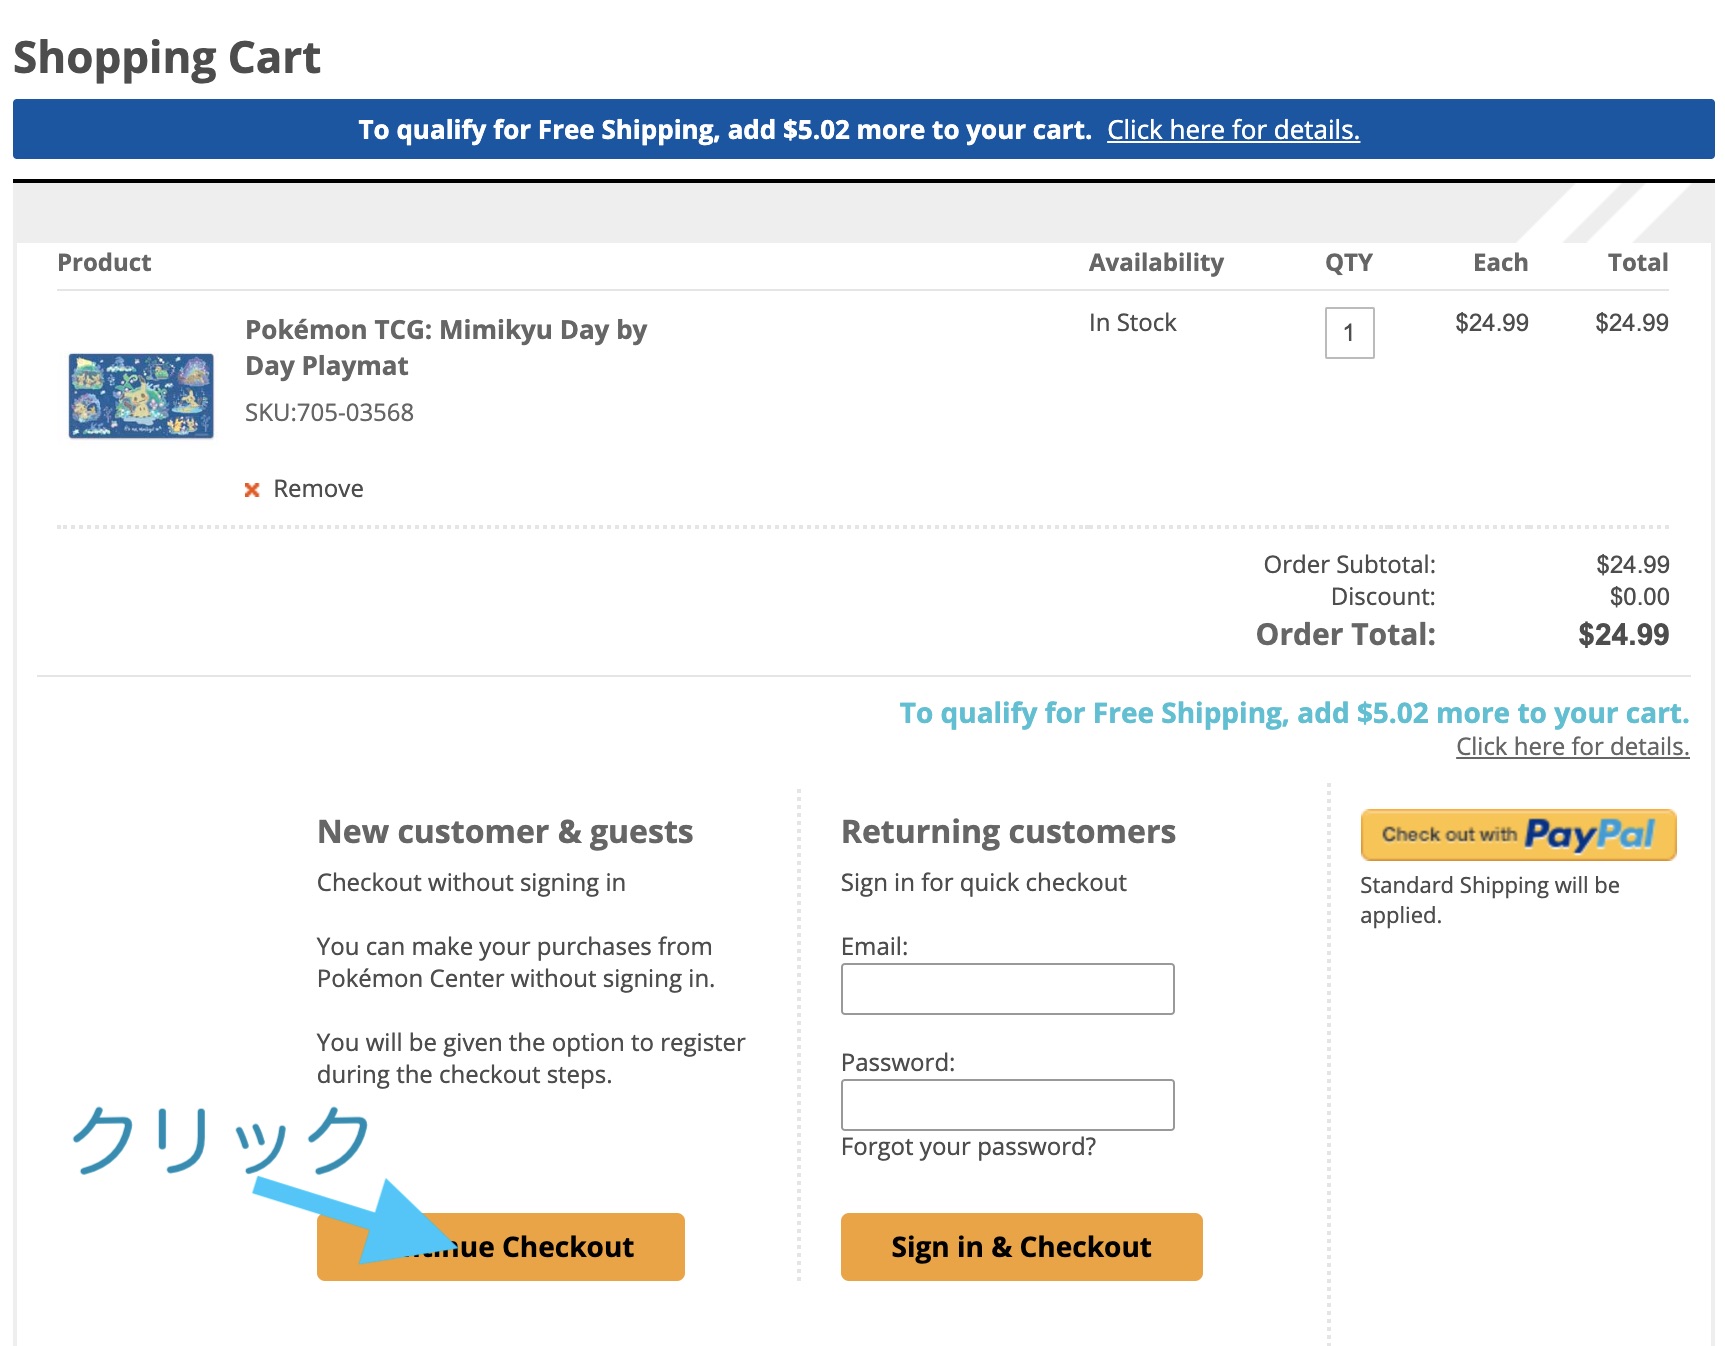 Shopping Cart
To qualify for Free Shipping, add $5.02 more to your cart. Click here for details.
Product Availability QTY Each Total
Pokémon TCG: Mimikyu Day by
Day Playmat
SKU:705-03568
In Stock 1 $24.99 $24.99
Remove
Order Subtotal: $24.99
Discount: $0.00
Order Total: $24.99
To qualify for Free Shipping, add $5.02 more to your cart.
Click here for details.
New customer & guests
Checkout without signing in
You can make your purchases from
Pokémon Center without signing in.
You will be given the option to register
during the checkout steps.
クリック
Checkout
Returning customers
Sign in for quick checkout
Email:
Password:
Forgot your password?
Sign in & Checkout
Check out with PayPal
Standard Shipping will be
applied.